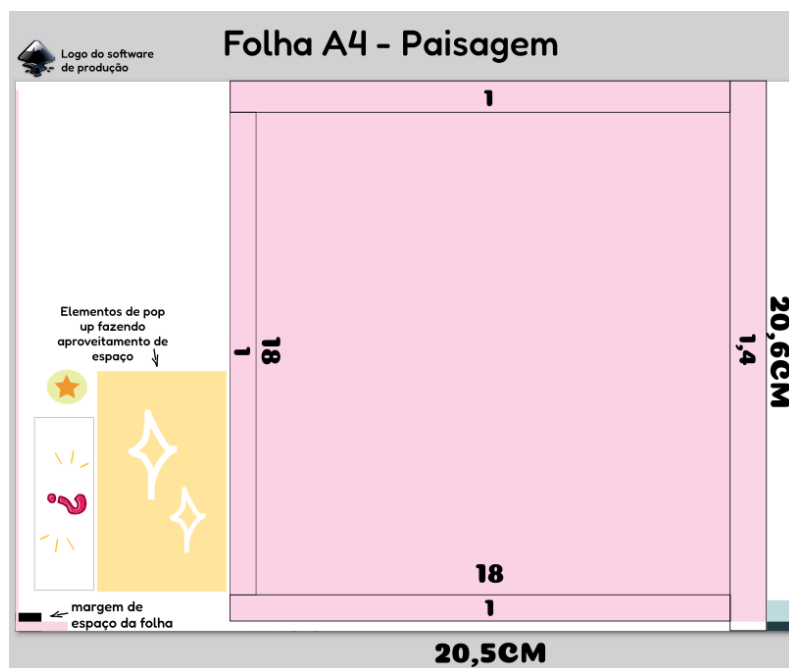 Folha A4 - Paisagem
Logo do software
de produção
1
Elementos de pop
up fazendo
aproveitamento de
espaço
1
18
1,4
20,6CM
?
18
1
margem de
espaço da folha
20,5CM